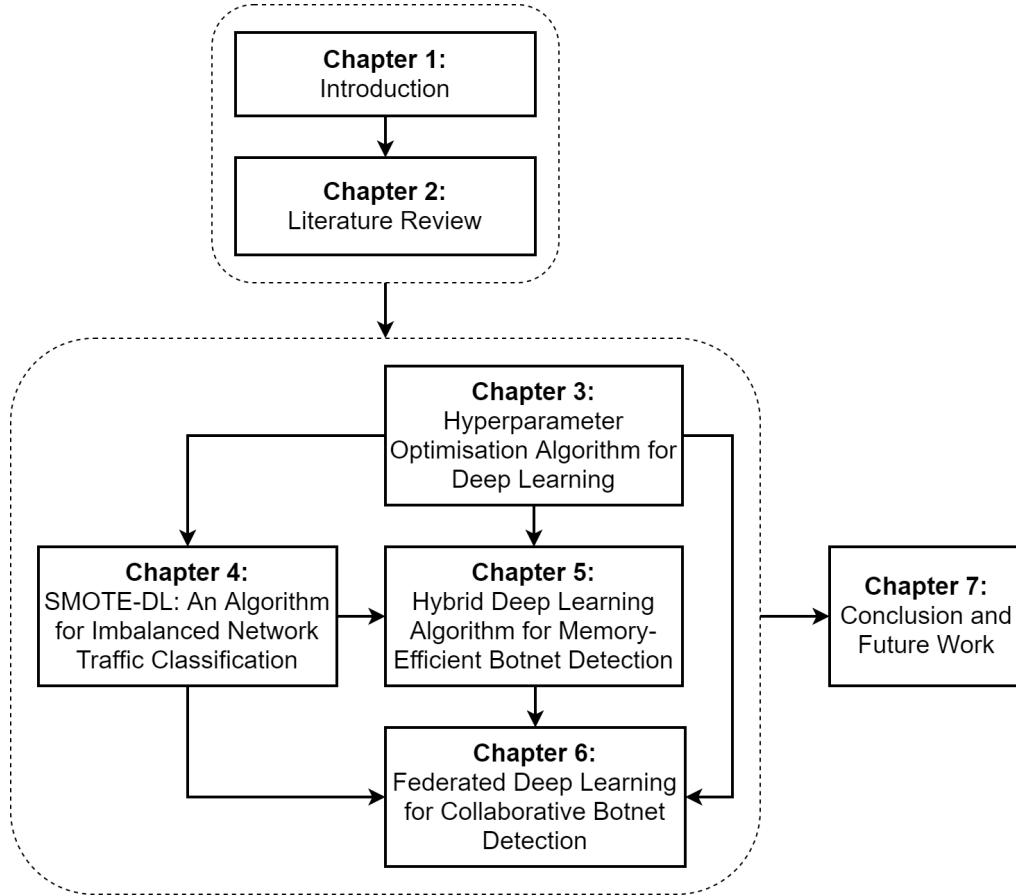 Chapter 1:
Introduction
Chapter 2:
Literature Review
Chapter 3:
Hyperparameter
Optimisation Algorithm for
Deep Learning
Chapter 4:
SMOTE-DL: An Algorithm
for Imbalanced Network
Traffic Classification
Chapter 5:
Hybrid Deep Learning
Algorithm for Memory-
Efficient Botnet Detection
Chapter 6:
Federated Deep Learning
for Collaborative Botnet
Detection
Chapter 7:
Conclusion and
Future Work